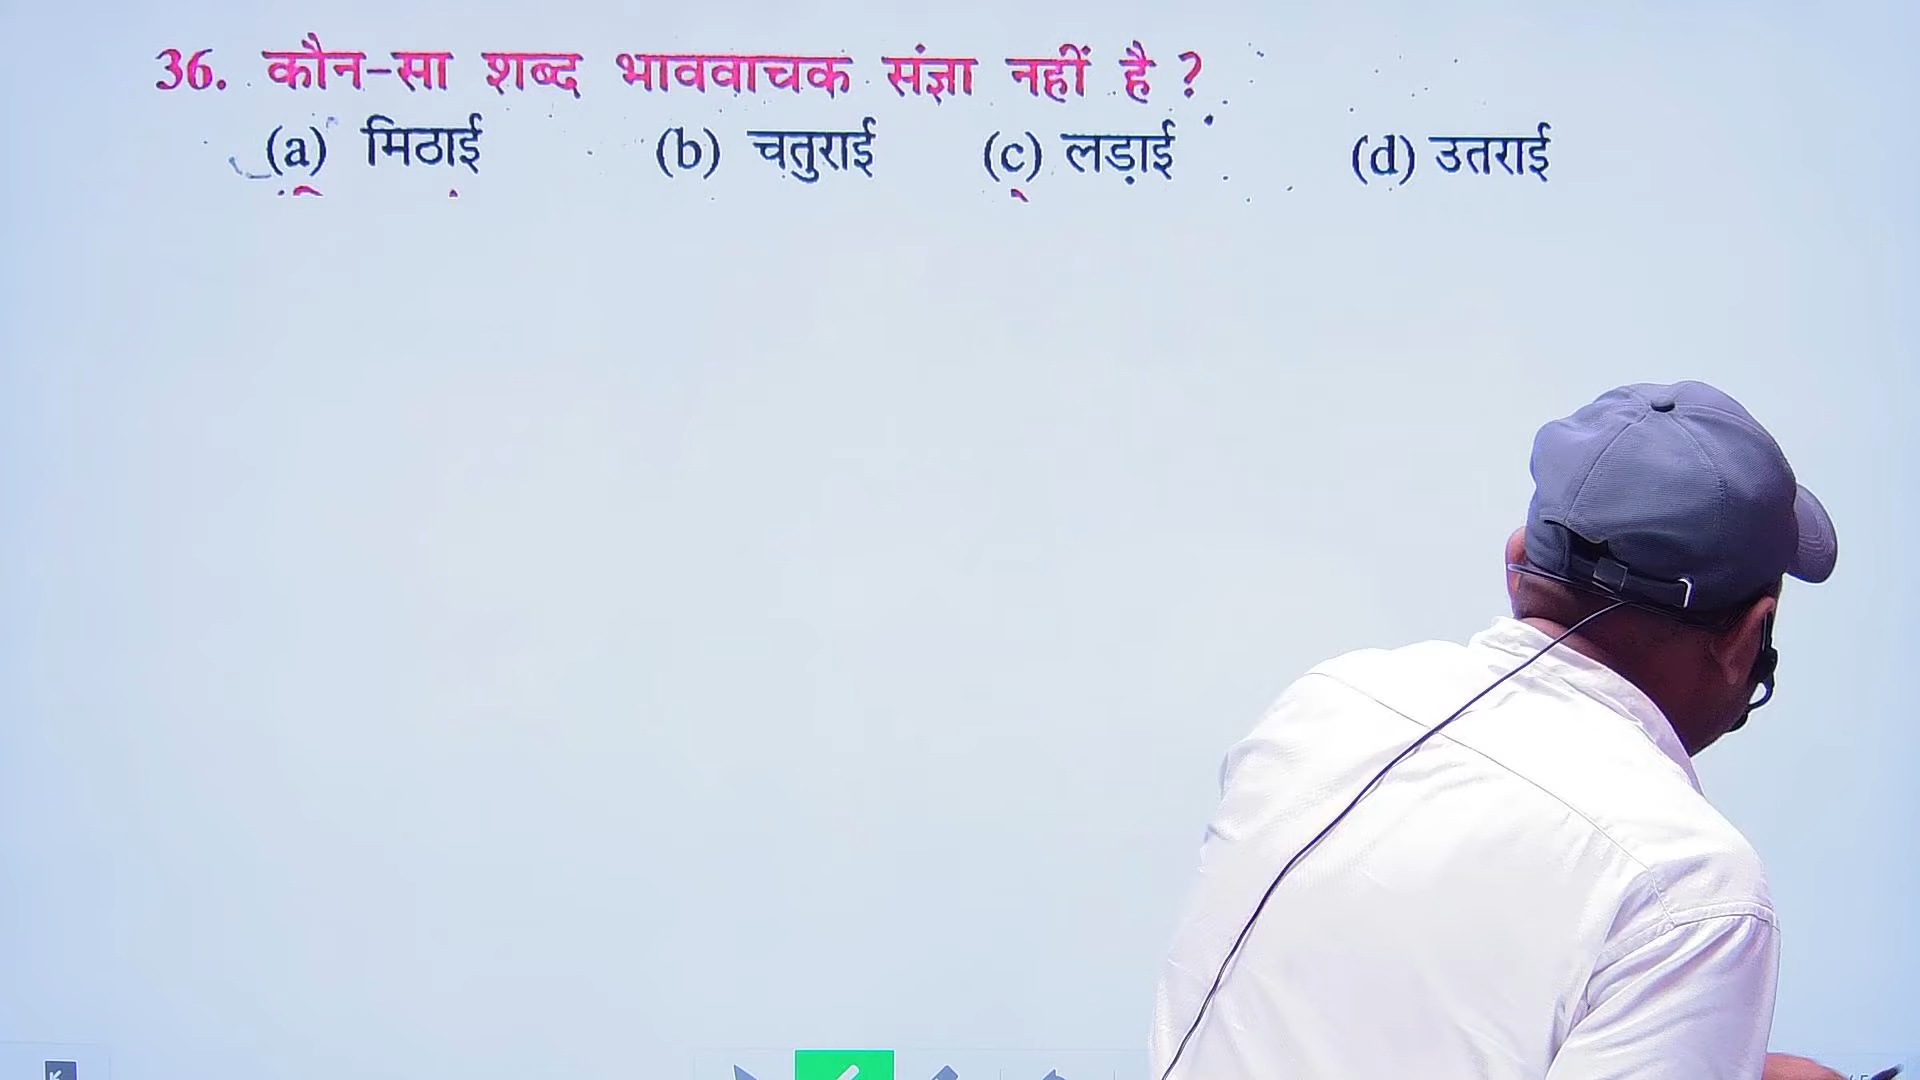 36. कौन-सा शब्द भाववाचक संज्ञा नहीं है ?
(a) मिठाई (b) चतुराई (c) लड़ाई (d) उतराई